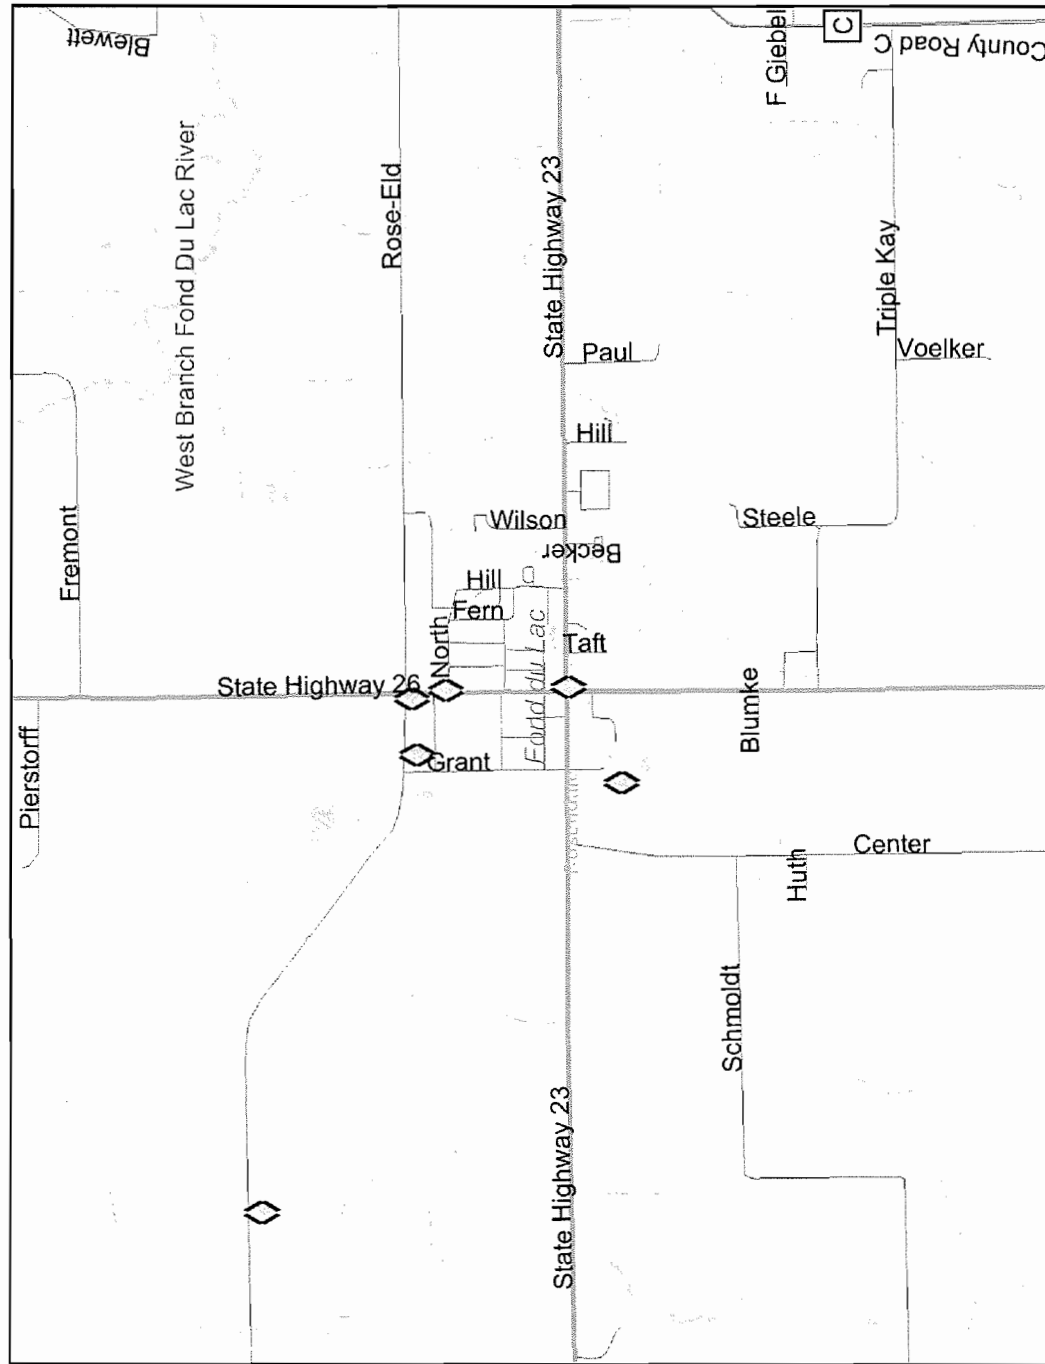 Blewett
West Branch Fond Du Lac River
Rose-Eld
State Highway 23
F Giebel
C
County Road C
Triple Kay
Voelker
Paul
Hill
Fremont
Wilson
Becker
Steele
Hill
Fern
North
Fond du Lac
Taft
State Highway 26
Blumke
Pierstorff
Grant
Center
Huth
Schmoldt
State Highway 23